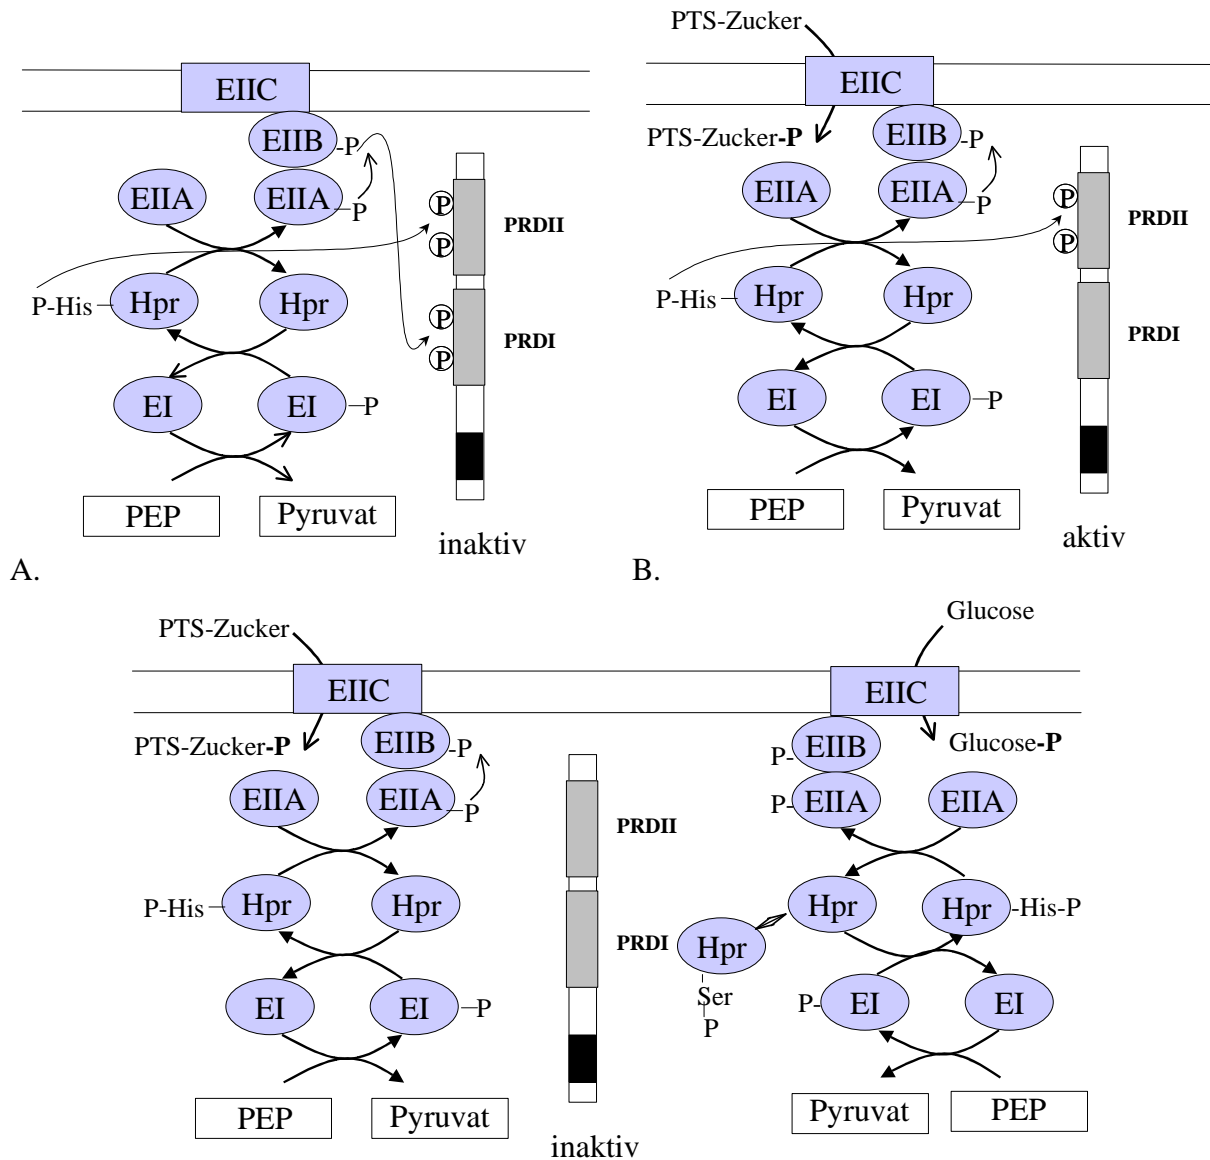 PTS-Zucker
EIIC
EIIB
-P
EIIA
EIIA
P
P
P
PRDII
P-His
Hpr
Hpr
P
P
PRDI
EI
EI
P
PEP
Pyruvat
inaktiv
A.
EIIC
PTS-Zucker-P
EIIB
-P
EIIA
EIIA
P
P
P
PRDII
P-His
Hpr
Hpr
PRDI
EI
EI
P
PEP
Pyruvat
aktiv
B.
PTS-Zucker
EIIC
PTS-Zucker-P
EIIB
-P
EIIA
EIIA
P
PRDII
P-His
Hpr
Hpr
PRDI
EI
EI
P
PEP
Pyruvat
inaktiv
Glucose
EIIC
Glucose-P
P-
EIIB
P-
EIIA
EIIA
Hpr
Hpr
-His-P
Hpr
Ser
P
P-
EI
EI
Pyruvat
PEP